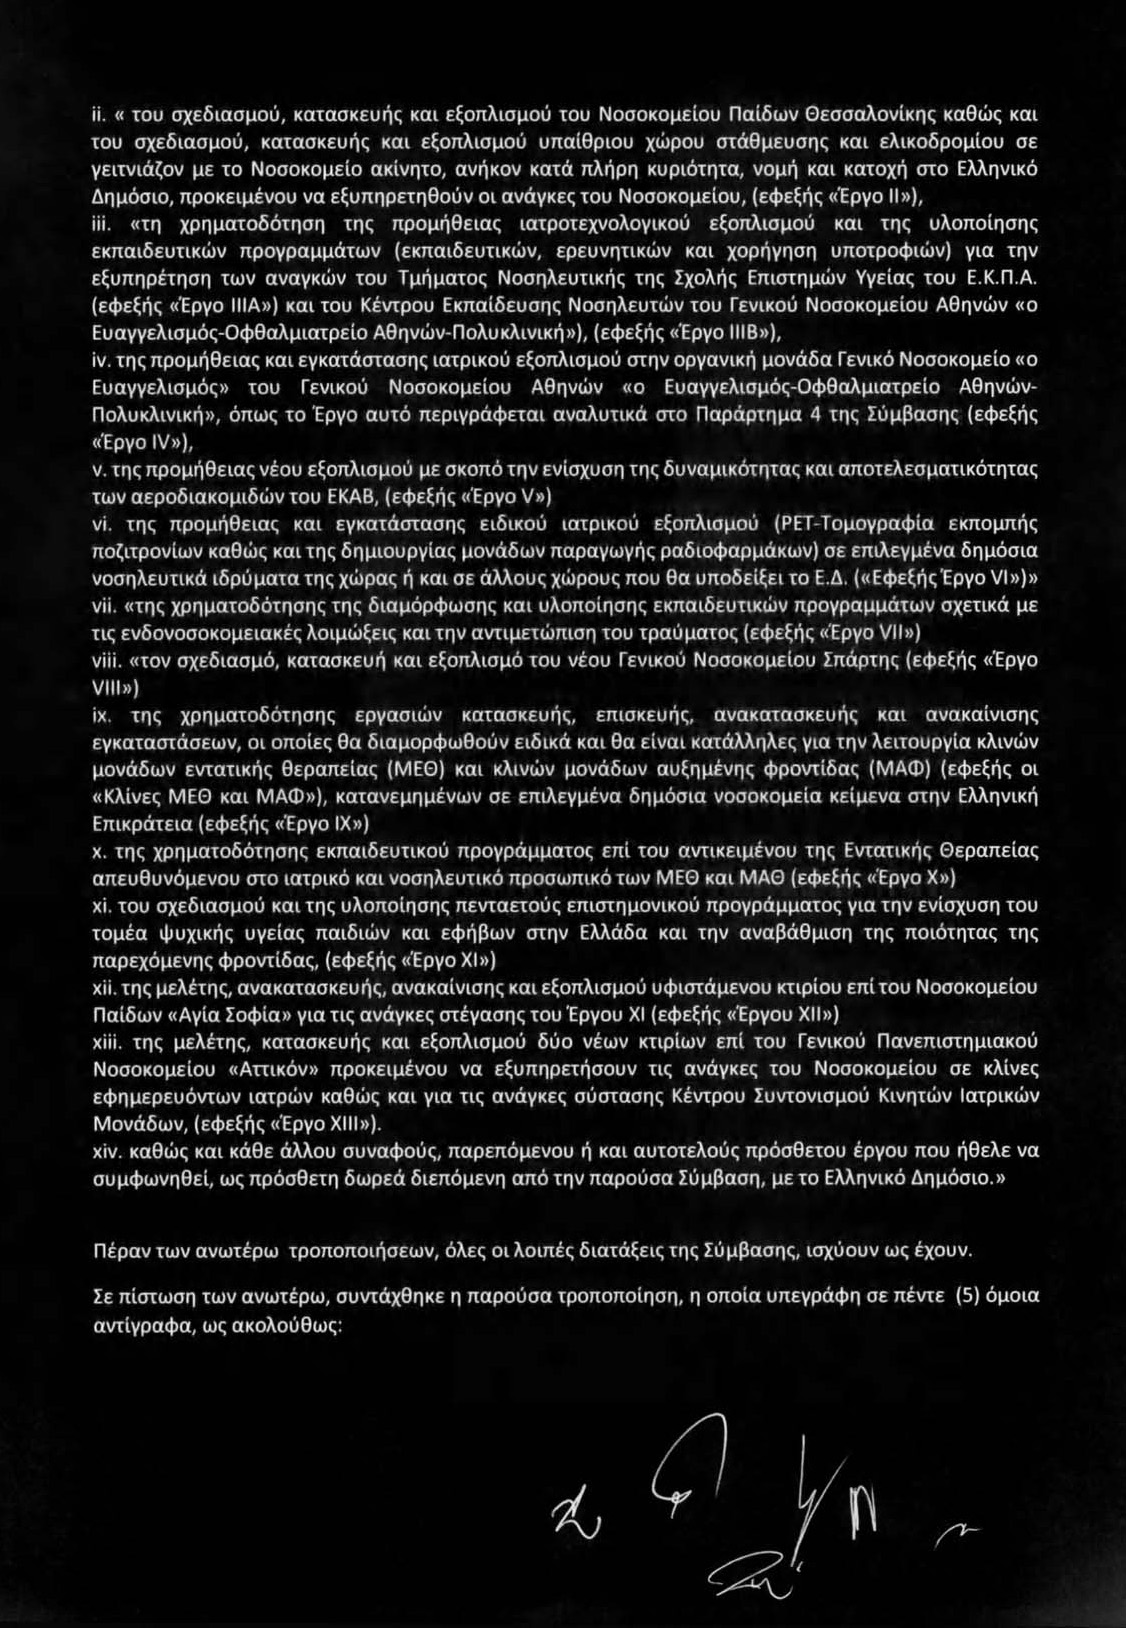 ii. « του σχεδιασμού, κατασκευής και εξοπλισμού του Νοσοκομείου Παίδων Θεσσαλονίκης καθώς και
του σχεδιασμού, κατασκευής και εξοπλισμού υπαίθριου χώρου στάθμευσης και ελικοδρομίου σε
γειτνιάζον με το Νοσοκομείο ακίνητο, ανήκον κατά πλήρη κυριότητα, νομή και κατοχή στο Ελληνικό
Δημόσιο, προκειμένου να εξυπηρετηθούν οι ανάγκες του Νοσοκομείου, (εφεξής «Έργο ΙΙ»),
iii. «τη χρηματοδότηση της προμήθειας ιατροτεχνολογικού εξοπλισμού και της υλοποίησης
εκπαιδευτικών προγραμμάτων (εκπαιδευτικών, ερευνητικών και χορήγηση υποτροφιών) για την
εξυπηρέτηση των αναγκών του Τμήματος Νοσηλευτικής της Σχολής Επιστημών Υγείας του Ε.Κ.Π.Α.
(εφεξής «Έργο ΙΙΙΑ») και του Κέντρου Εκπαίδευσης Νοσηλευτών του Γενικού Νοσοκομείου Αθηνών «ο
Ευαγγελισμός-Οφθαλμιατρείο Αθηνών-Πολυκλινική»), (εφεξής «Έργο ΙΙΙΒ»),
iv. της προμήθειας και εγκατάστασης ιατρικού εξοπλισμού στην οργανική μονάδα Γενικό Νοσοκομείο «ο
Ευαγγελισμός» του Γενικού Νοσοκομείου Αθηνών «ο Ευαγγελισμός-Οφθαλμιατρείο Αθηνών-
Πολυκλινική», όπως το Έργο αυτό περιγράφεται αναλυτικά στο Παράρτημα 4 της Σύμβασης (εφεξής
«Έργο IV»),
v. της προμήθειας νέου εξοπλισμού με σκοπό την ενίσχυση της δυναμικότητας και αποτελεσματικότητας
των αεροδιακομιδών του ΕΚΑΒ, (εφεξής «Έργο V»)
vi. της προμήθειας και εγκατάστασης ειδικού ιατρικού εξοπλισμού (PET-Τομογραφία εκπομπής
ποζιτρονίων καθώς και της δημιουργίας μονάδων παραγωγής ραδιοφαρμάκων) σε επιλεγμένα δημόσια
νοσηλευτικά ιδρύματα της χώρας ή και σε άλλους χώρους που θα υποδείξει το Ε.Δ. («Εφεξής Έργο VI»)»
vii. «της χρηματοδότησης της διαμόρφωσης και υλοποίησης εκπαιδευτικών προγραμμάτων σχετικά με
τις ενδονοσοκομειακές λοιμώξεις και την αντιμετώπιση του τραύματος (εφεξής «Έργο VII»)
viii. «τον σχεδιασμό, κατασκευή και εξοπλισμό του νέου Γενικού Νοσοκομείου Σπάρτης (εφεξής «Έργο
VIII»)
ix. της χρηματοδότησης εργασιών κατασκευής, επισκευής, ανακατασκευής και ανακαίνισης
εγκαταστάσεων, οι οποίες θα διαμορφωθούν ειδικά και θα είναι κατάλληλες για την λειτουργία κλινών
μονάδων εντατικής θεραπείας (ΜΕΘ) και κλινών μονάδων αυξημένης φροντίδας (ΜΑΦ) (εφεξής οι
«Κλίνες ΜΕΘ και ΜΑΦ»), κατανεμημένων σε επιλεγμένα δημόσια νοσοκομεία κείμενα στην Ελληνική
Επικράτεια (εφεξής «Έργο IX»)
x. της χρηματοδότησης εκπαιδευτικού προγράμματος επί του αντικειμένου της Εντατικής Θεραπείας
απευθυνόμενου στο ιατρικό και νοσηλευτικό προσωπικό των ΜΕΘ και ΜΑΘ (εφεξής «Έργο X»)
xi. του σχεδιασμού και της υλοποίησης πενταετούς επιστημονικού προγράμματος για την ενίσχυση του
τομέα ψυχικής υγείας παιδιών και εφήβων στην Ελλάδα και την αναβάθμιση της ποιότητας της
παρεχόμενης φροντίδας, (εφεξής «Έργο XI»)
xii. της μελέτης, ανακατασκευής, ανακαίνισης και εξοπλισμού υφιστάμενου κτιρίου επί του Νοσοκομείου
Παίδων «Αγία Σοφία» για τις ανάγκες στέγασης του Έργου XI (εφεξής «Έργου XII»)
xiii. της μελέτης, κατασκευής και εξοπλισμού δύο νέων κτιρίων επί του Γενικού Πανεπιστημιακού
Νοσοκομείου «Αττικόν» προκειμένου να εξυπηρετήσουν τις ανάγκες του Νοσοκομείου σε κλίνες
εφημερευόντων ιατρών καθώς και για τις ανάγκες σύστασης Κέντρου Συντονισμού Κινητών Ιατρικών
Μονάδων, (εφεξής «Έργο XIII»).
xiv. καθώς και κάθε άλλου συναφούς, παρεπόμενου ή και αυτοτελούς πρόσθετου έργου που ήθελε να
συμφωνηθεί, ως πρόσθετη δωρεά διεπόμενη από την παρούσα Σύμβαση, με το Ελληνικό Δημόσιο.»
Πέραν των ανωτέρω τροποποιήσεων, όλες οι λοιπές διατάξεις της Σύμβασης, ισχύουν ως έχουν.
Σε πίστωση των ανωτέρω, συντάχθηκε η παρούσα τροποποίηση, η οποία υπεγράφη σε πέντε (5) όμοια
αντίγραφα, ως ακολούθως: